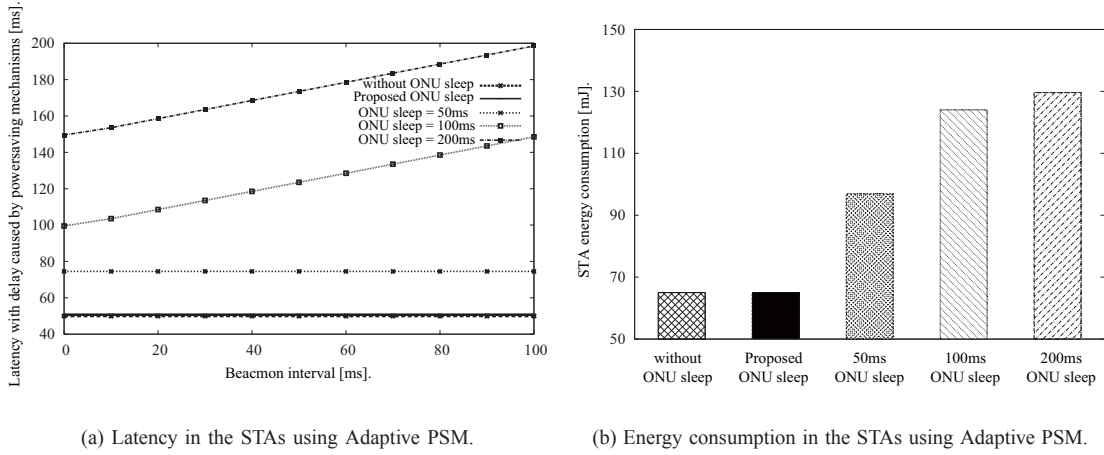 Latency with delay caused by powersaving mechanisms [ms].
200
180
160
140
120
100
80
60
40
0
20
40
60
80
100
Beacmon interval [ms].
without ONU sleep
Proposed ONU sleep
ONU sleep = 50ms
ONU sleep = 100ms
ONU sleep = 200ms
(a) Latency in the STAs using Adaptive PSM.
STA energy consumption [mJ].
150
130
110
90
70
50
without
ONU sleep
Proposed
ONU sleep
50ms
ONU sleep
100ms
ONU sleep
200ms
ONU sleep
(b) Energy consumption in the STAs using Adaptive PSM.